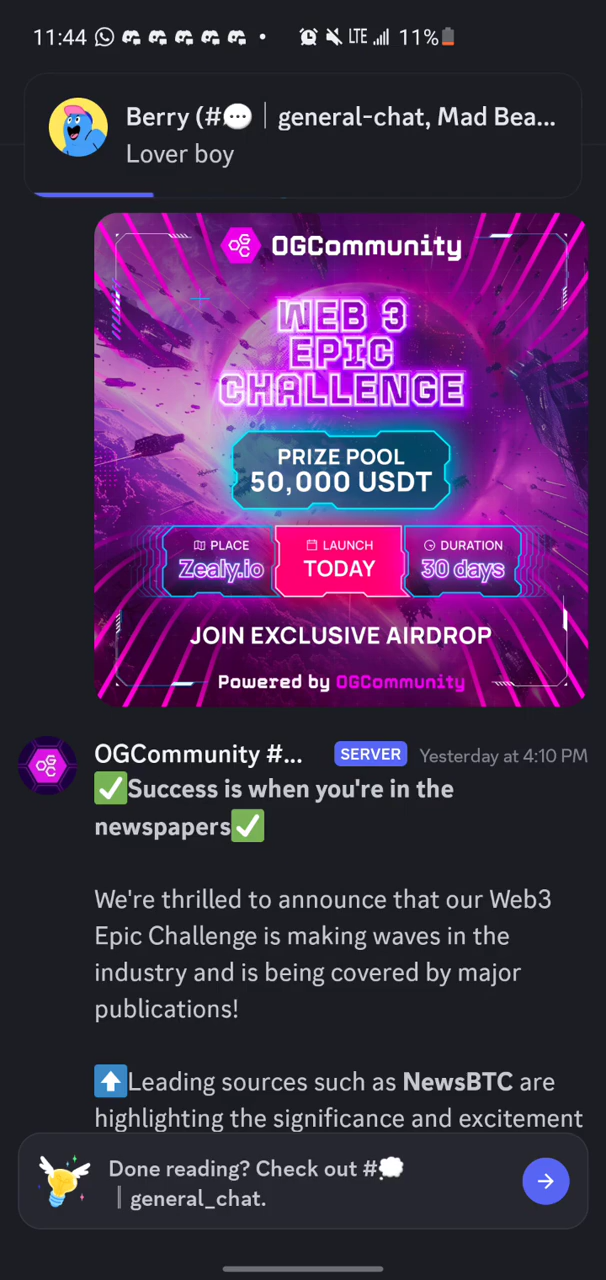 11:44 LTE 11%
Berry (#💬│general-chat, Mad Bea...
Lover boy
OGC OGCommunity
WEB 3
EPIC
CHALLENGE
PRIZE POOL
50,000 USDT
PLACE
Zealy.io
LAUNCH
TODAY
DURATION
30 days
JOIN EXCLUSIVE AIRDROP
Powered by OGCommunity
OGC
OGCommunity #... SERVER Yesterday at 4:10 PM
✅Success is when you're in the
newspapers✅
We're thrilled to announce that our Web3
Epic Challenge is making waves in the
industry and is being covered by major
publications!
⬆️Leading sources such as NewsBTC are
highlighting the significance and excitement
Done reading? Check out #💭
║general_chat.